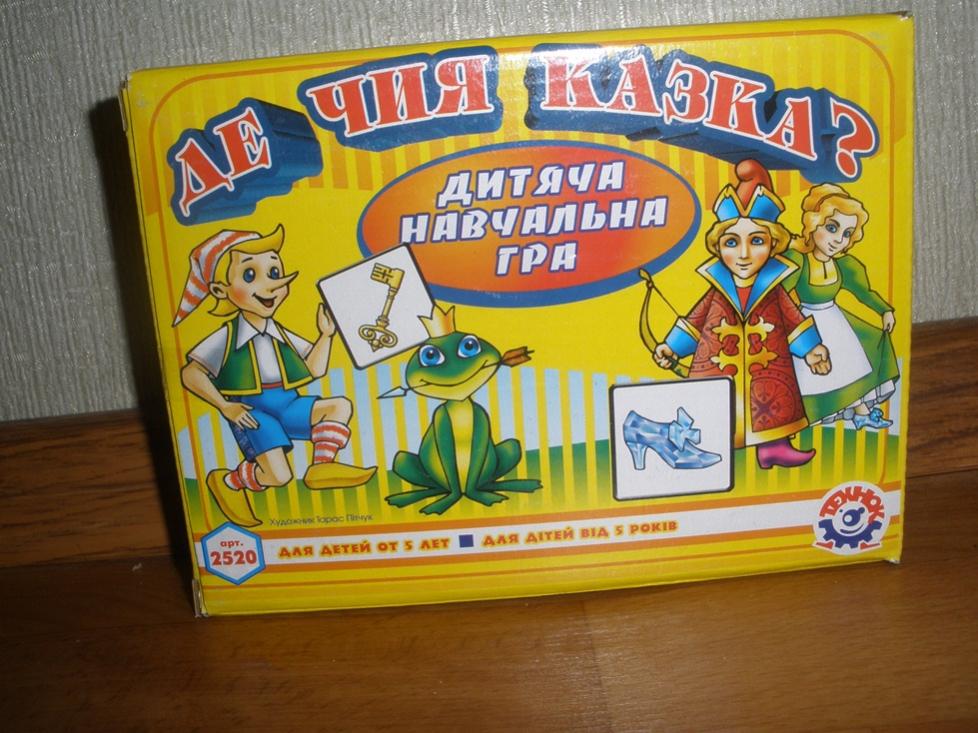 ДЕ ЧИЯ КАЗКА?
ДИТЯЧА
НАВЧАЛЬНА
ГРА
Художник Тарас Пітчук
арт.
2520
ДЛЯ ДЕТЕЙ ОТ 5 ЛЕТ ■ ДЛЯ ДІТЕЙ ВІД 5 РОКІВ
ТЕХНОК